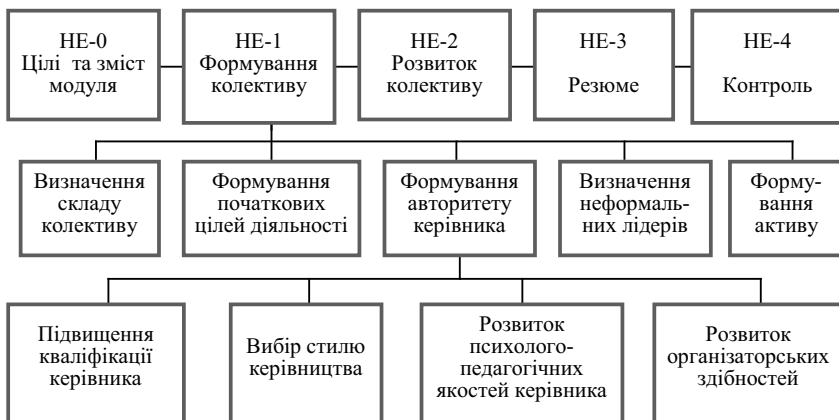 НЕ-0
Цілі та зміст
модуля
НЕ-1
Формування
колективу
НЕ-2
Розвиток
колективу
НЕ-3
Резюме
НЕ-4
Контроль
Визначення
складу
колективу
Формування
початкових
цілей діяльності
Формування
авторитету
керівника
Визначення
неформаль-
них лідерів
Форму-
вання
активу
Підвищення
кваліфікації
керівника
Вибір стилю
керівництва
Розвиток
психолого-
педагогічних
якостей керівника
Розвиток
організаторських
здібностей